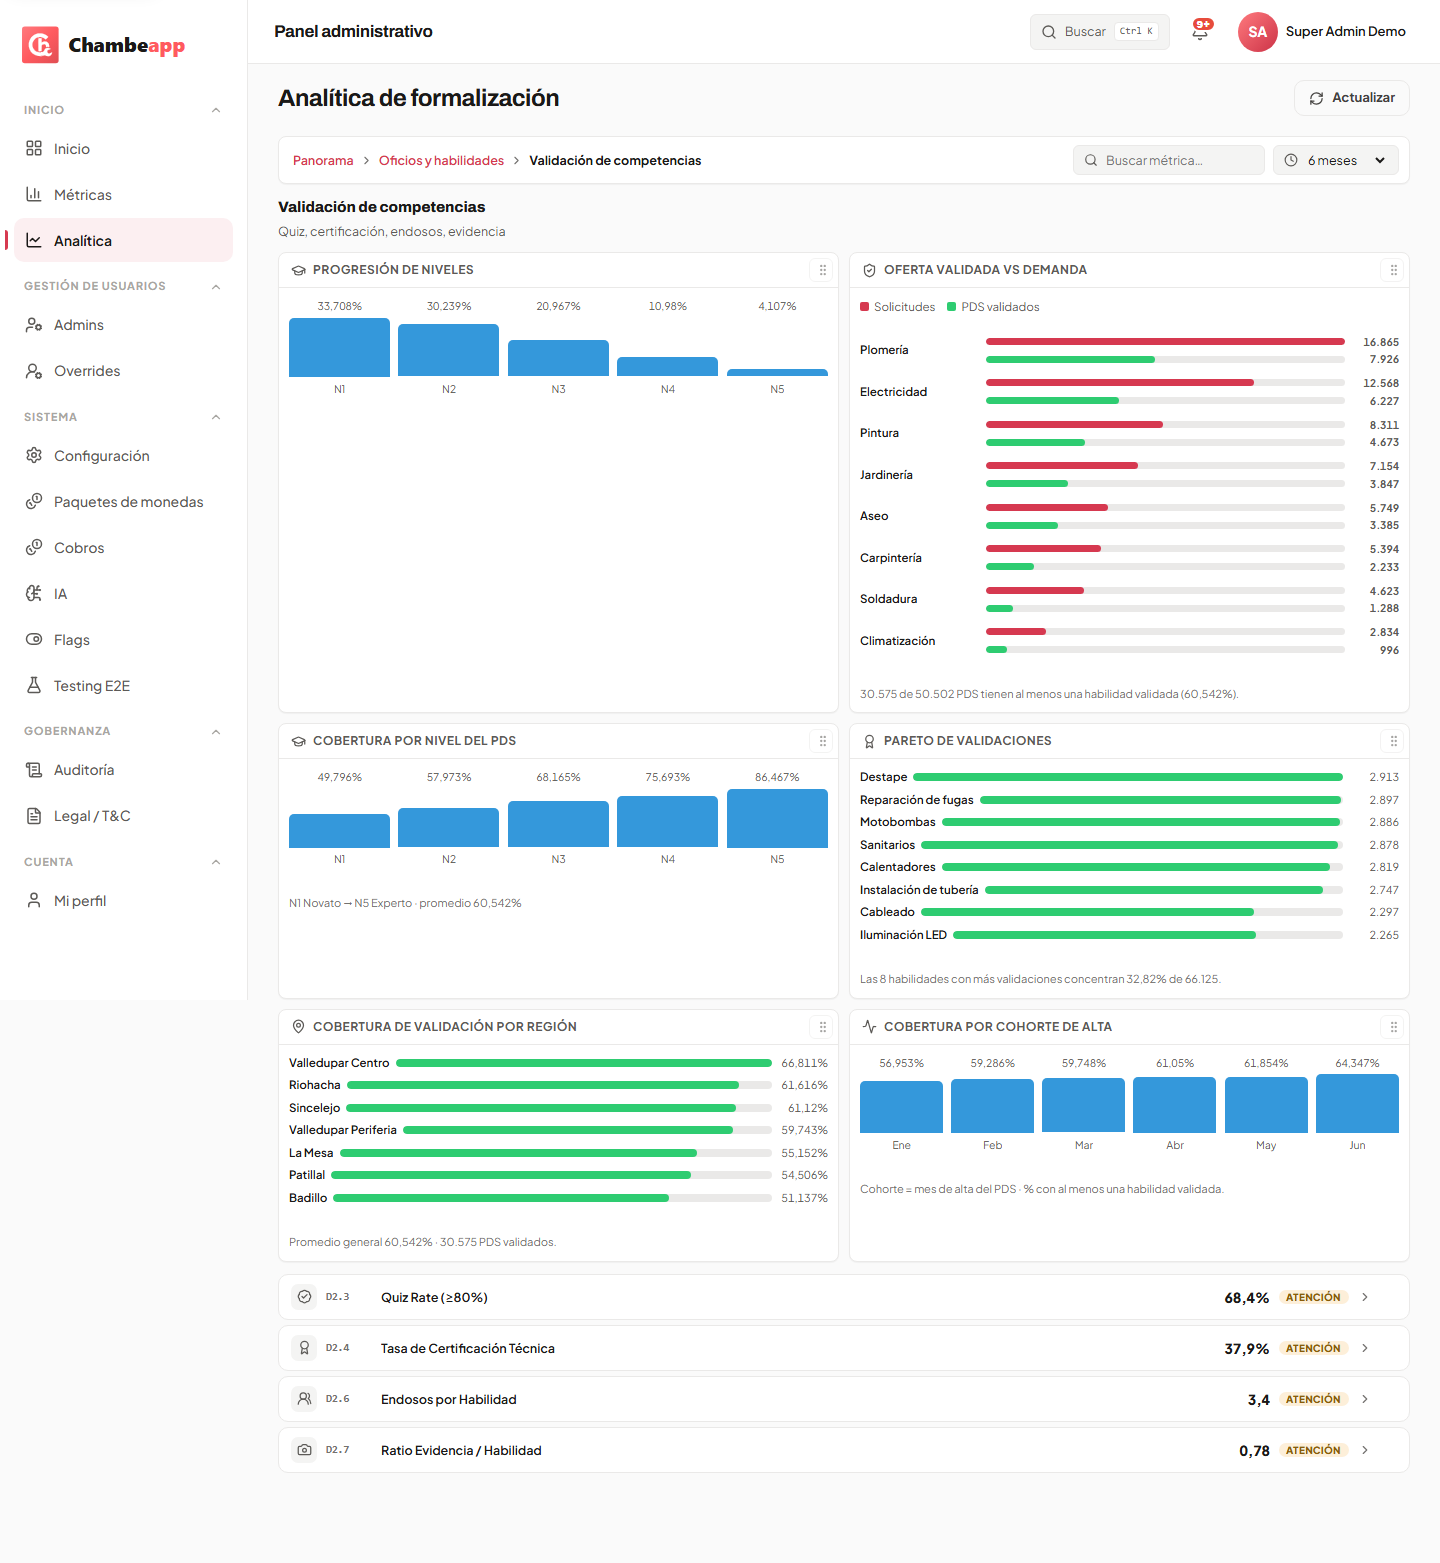 Chambeapp
INICIO
Inicio
Métricas
Analítica
GESTIÓN DE USUARIOS
Admins
Overrides
SISTEMA
Configuración
Paquetes de monedas
Cobros
IA
Flags
Testing E2E
GOBERNANZA
Auditoría
Legal / T&C
CUENTA
Mi perfil
Panel administrativo
Buscar Ctrl K
9+
SA Super Admin Demo
Analítica de formalización
Actualizar
Panorama > Oficios y habilidades > Validación de competencias
Buscar métrica...
6 meses
Validación de competencias
Quiz, certificación, endosos, evidencia
PROGRESIÓN DE NIVELES
33,708% 30,239% 20,967% 10,98% 4,107%
N1 N2 N3 N4 N5
OFERTA VALIDADA VS DEMANDA
Solicitudes PDS validados
Plomería 16.865
7.926
Electricidad 12.568
6.227
Pintura 8.311
4.673
Jardinería 7.154
3.847
Aseo 5.749
3.385
Carpintería 5.394
2.233
Soldadura 4.623
1.288
Climatización 2.834
996
30.575 de 50.502 PDS tienen al menos una habilidad validada (60,542%).
COBERTURA POR NIVEL DEL PDS
49,796% 57,973% 68,165% 75,693% 86,467%
N1 N2 N3 N4 N5
N1 Novato → N5 Experto · promedio 60,542%
PARETO DE VALIDACIONES
Destape 2.913
Reparación de fugas 2.897
Motobombas 2.886
Sanitarios 2.878
Calentadores 2.819
Instalación de tubería 2.747
Cableado 2.297
Iluminación LED 2.265
Las 8 habilidades con más validaciones concentran 32,82% de 66.125.
COBERTURA DE VALIDACIÓN POR REGIÓN
Valledupar Centro 66,811%
Riohacha 61,616%
Sincelejo 61,12%
Valledupar Periferia 59,743%
La Mesa 55,152%
Patillal 54,506%
Badillo 51,137%
Promedio general 60,542% · 30.575 PDS validados.
COBERTURA POR COHORTE DE ALTA
56,953% 59,286% 59,748% 61,05% 61,854% 64,347%
Ene Feb Mar Abr May Jun
Cohorte = mes de alta del PDS · % con al menos una habilidad validada.
D2.3 Quiz Rate (≥80%) 68,4% ATENCIÓN
D2.4 Tasa de Certificación Técnica 37,9% ATENCIÓN
D2.6 Endosos por Habilidad 3,4 ATENCIÓN
D2.7 Ratio Evidencia / Habilidad 0,78 ATENCIÓN